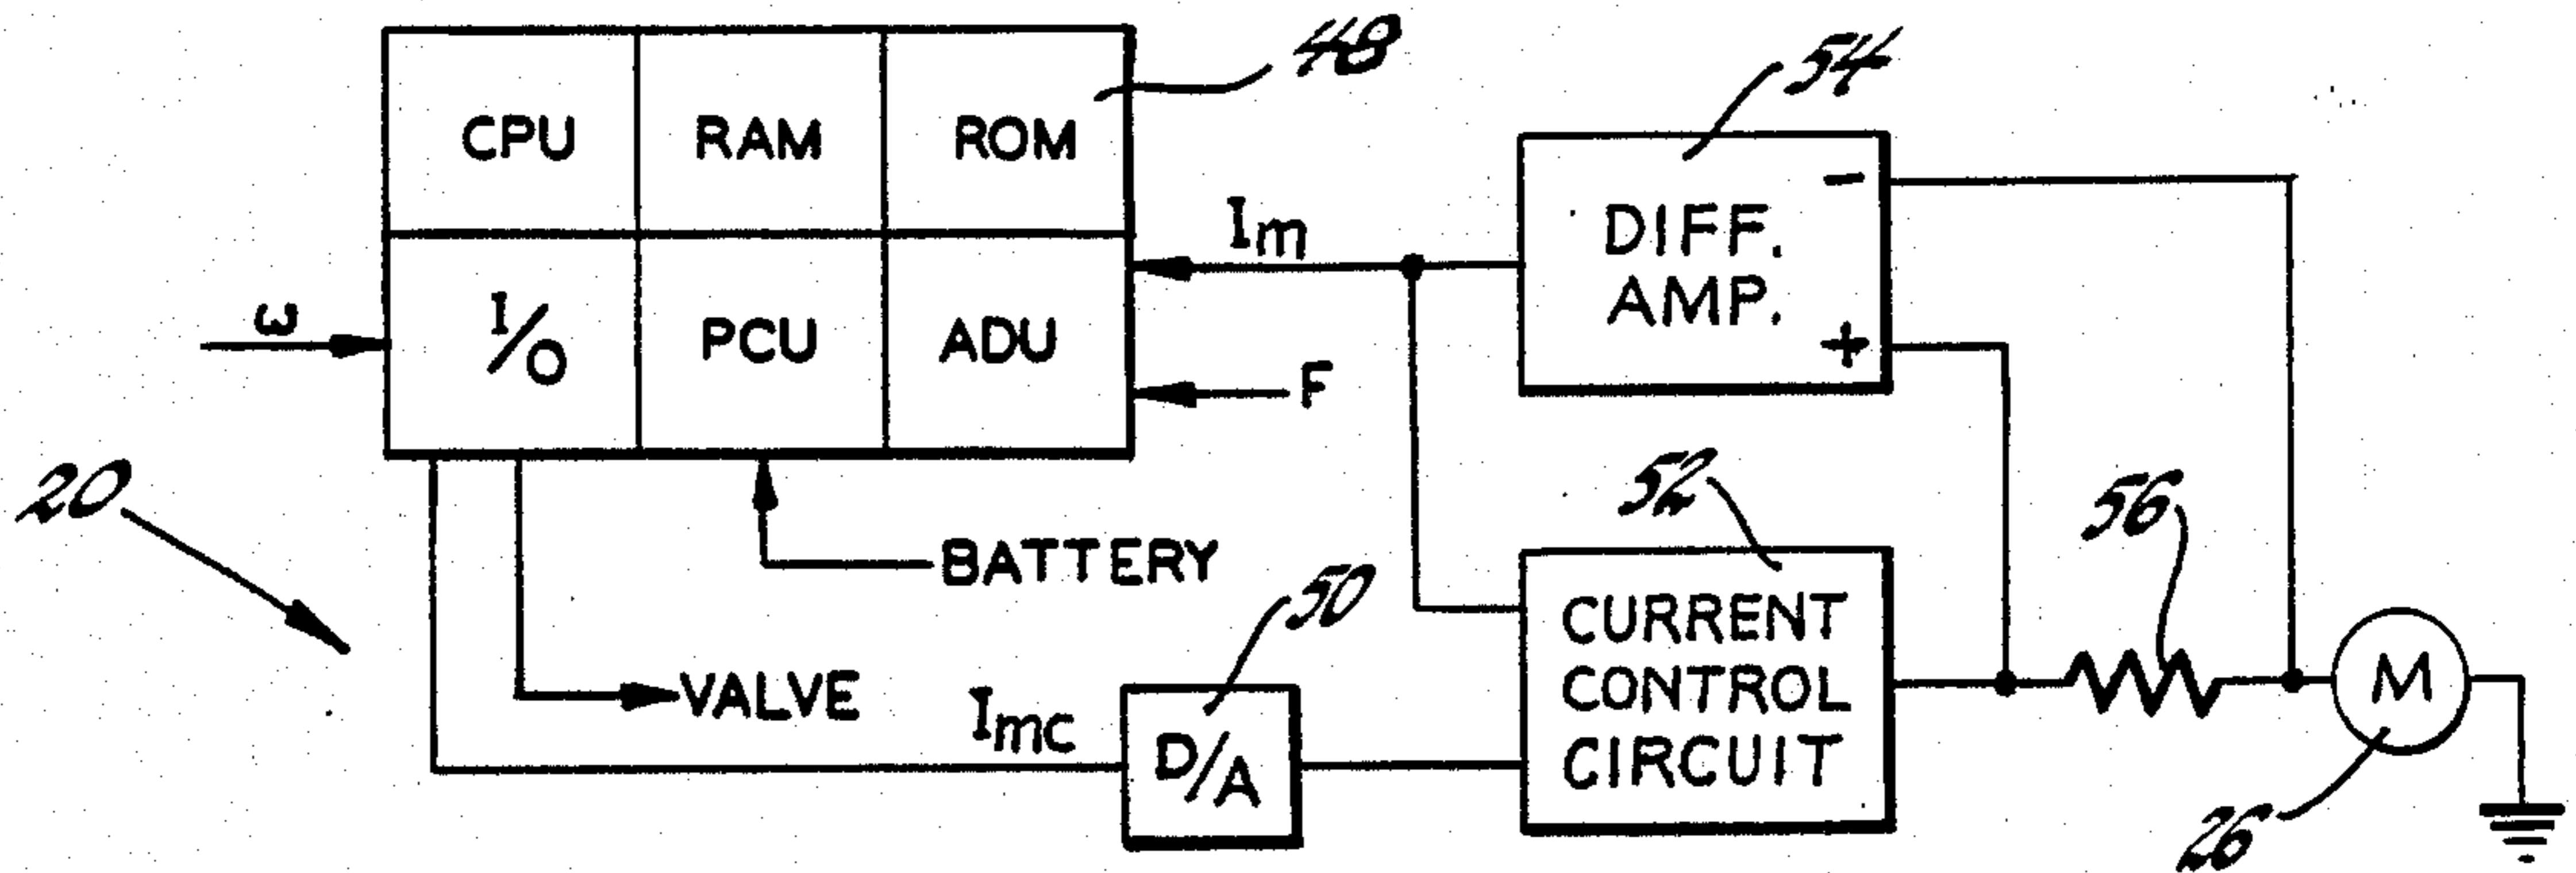 48
54
CPU RAM ROM
I/O PCU ADU
ω
Im
F
DIFF.
AMP.
-
+
20
BATTERY
VALVE
Imc
50
D/A
52
CURRENT
CONTROL
CIRCUIT
56
M
26